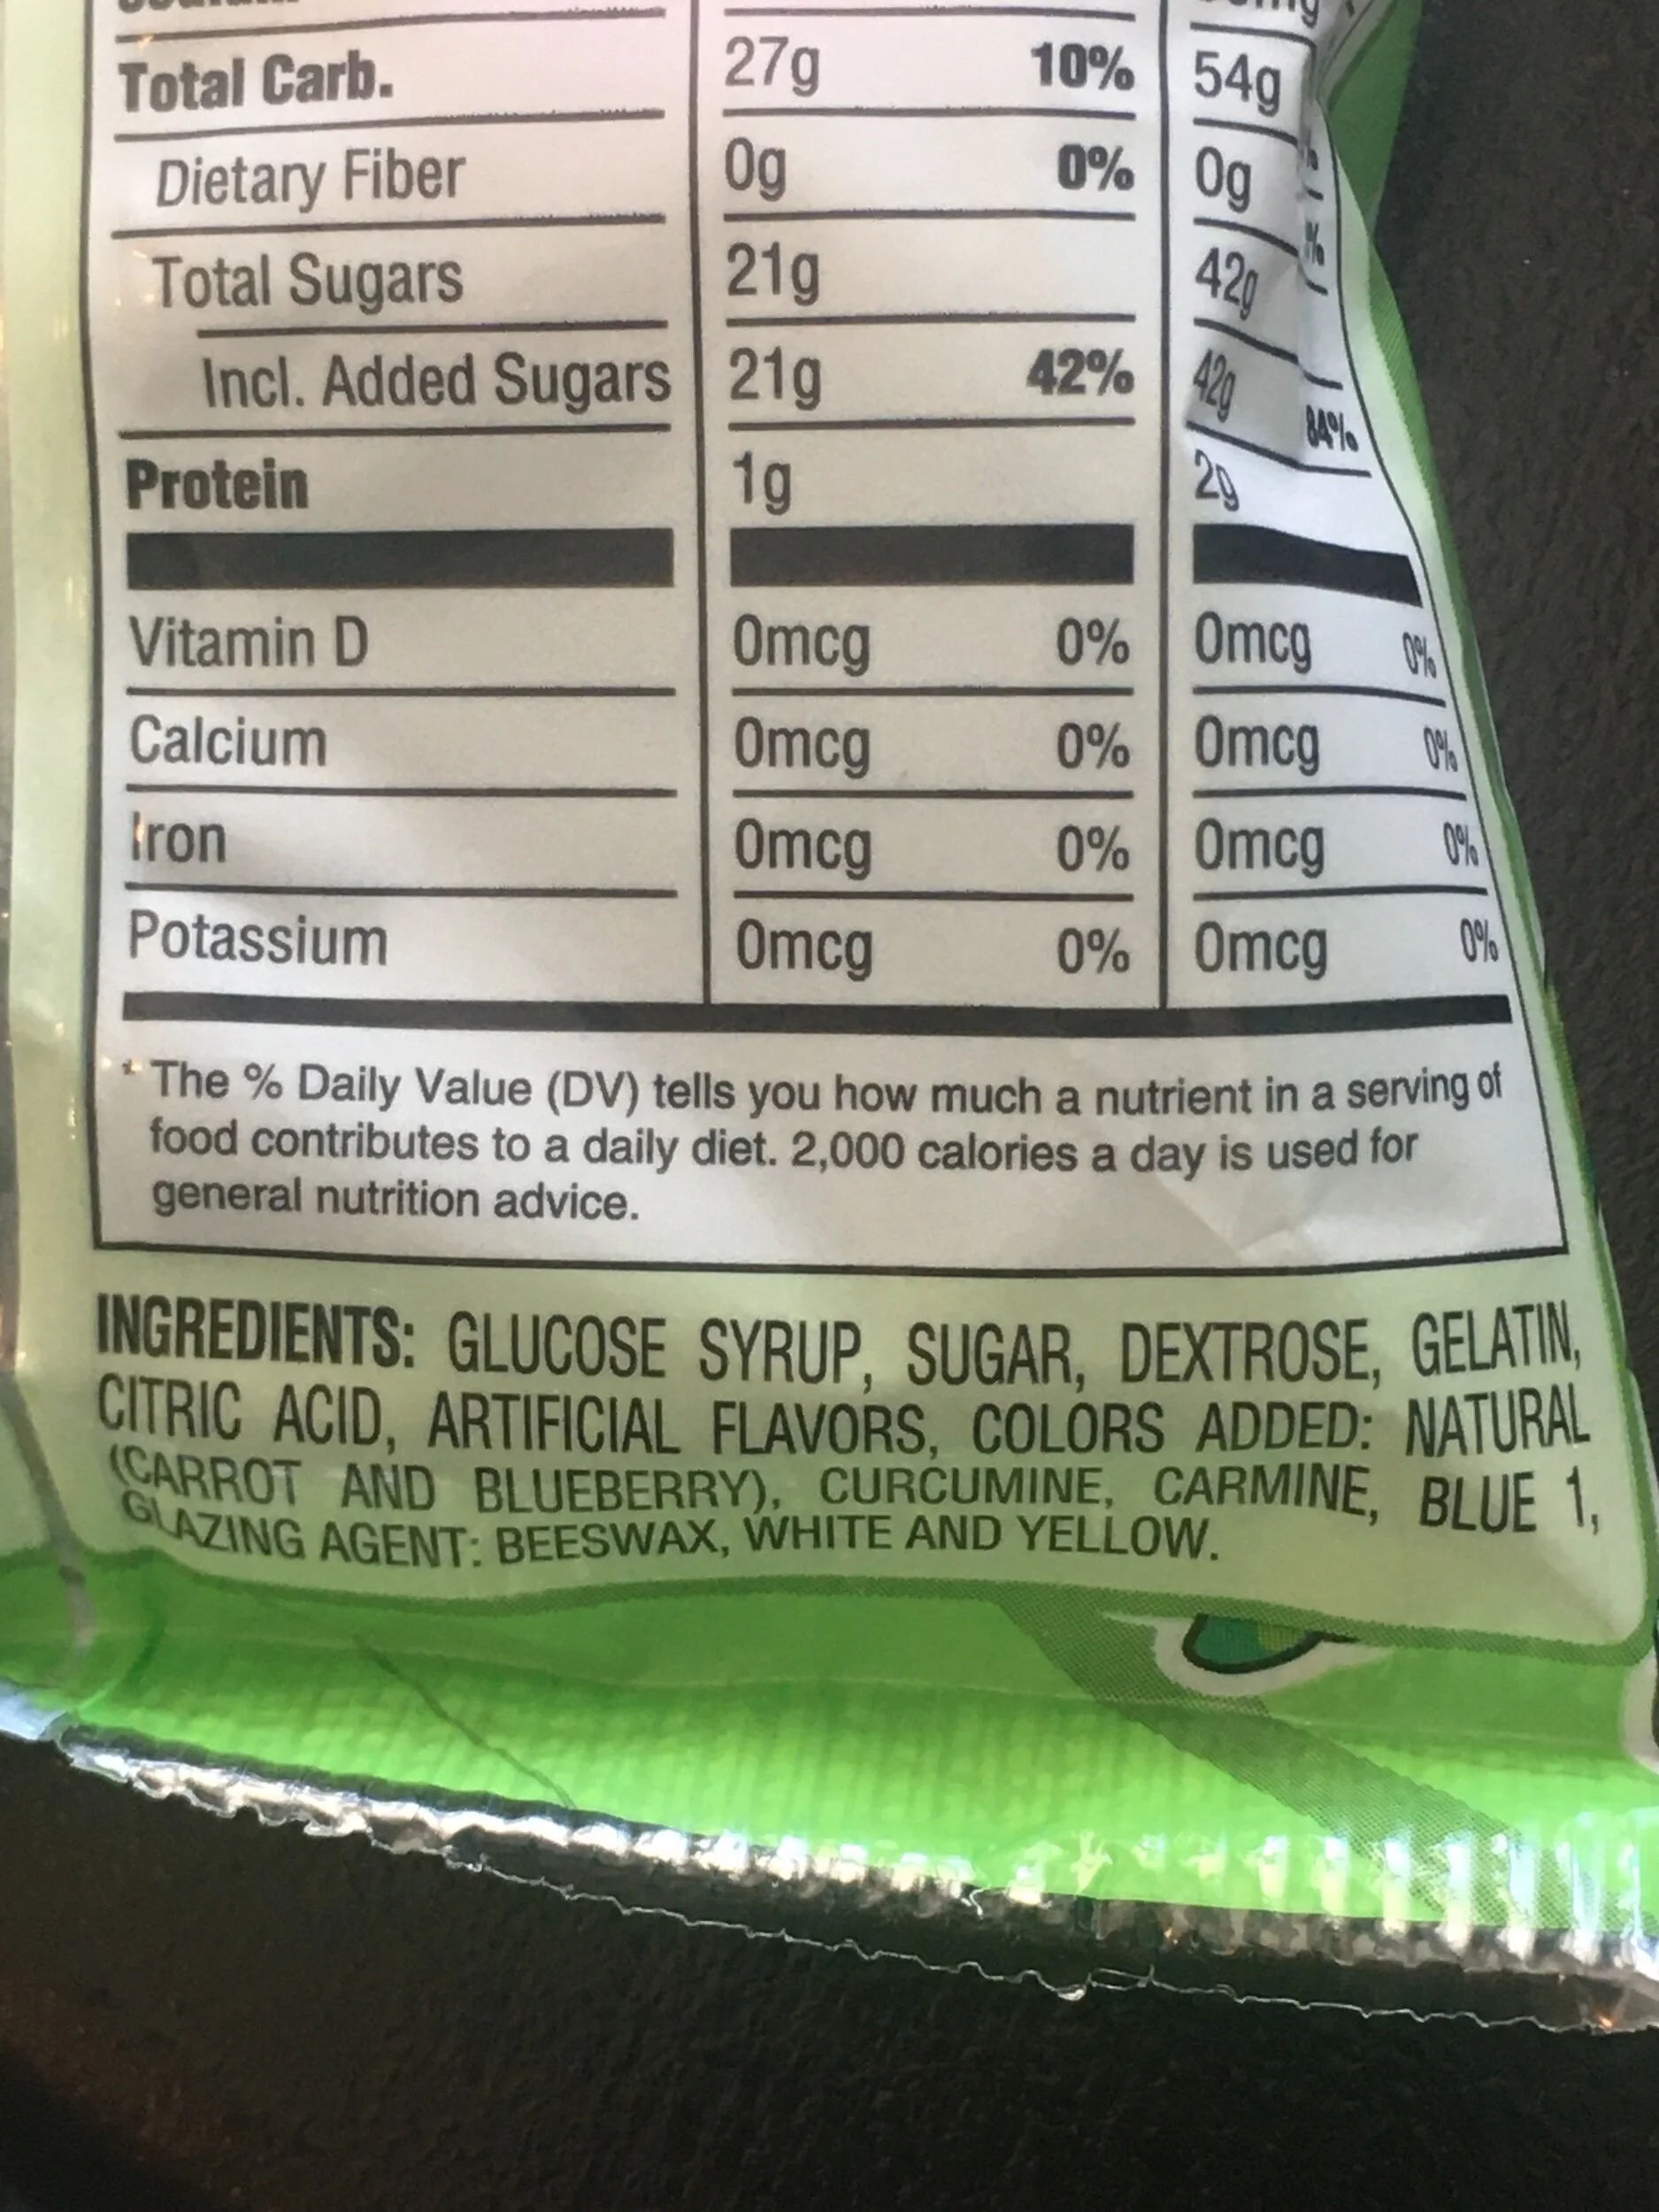 Total Carb. 27g 10% 54g
Dietary Fiber 0g 0% 0g
Total Sugars 21g 42g
Incl. Added Sugars 21g 42% 42g 84%
Protein 1g 2g
Vitamin D 0mcg 0% 0mcg 0%
Calcium 0mcg 0% 0mcg 0%
Iron 0mcg 0% 0mcg 0%
Potassium 0mcg 0% 0mcg 0%
* The % Daily Value (DV) tells you how much a nutrient in a serving of
food contributes to a daily diet. 2,000 calories a day is used for
general nutrition advice.
INGREDIENTS: GLUCOSE SYRUP, SUGAR, DEXTROSE, GELATIN,
CITRIC ACID, ARTIFICIAL FLAVORS, COLORS ADDED: NATURAL
(CARROT AND BLUEBERRY), CURCUMINE, CARMINE, BLUE 1,
GLAZING AGENT: BEESWAX, WHITE AND YELLOW.